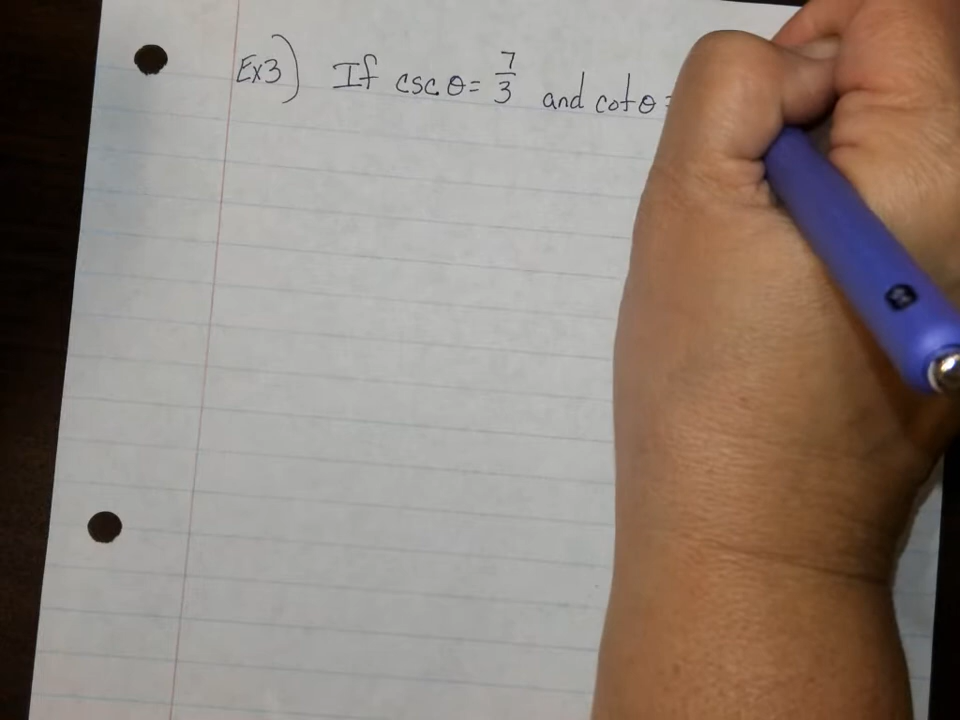 Ex3) If csc θ = 7/3 and cot θ =